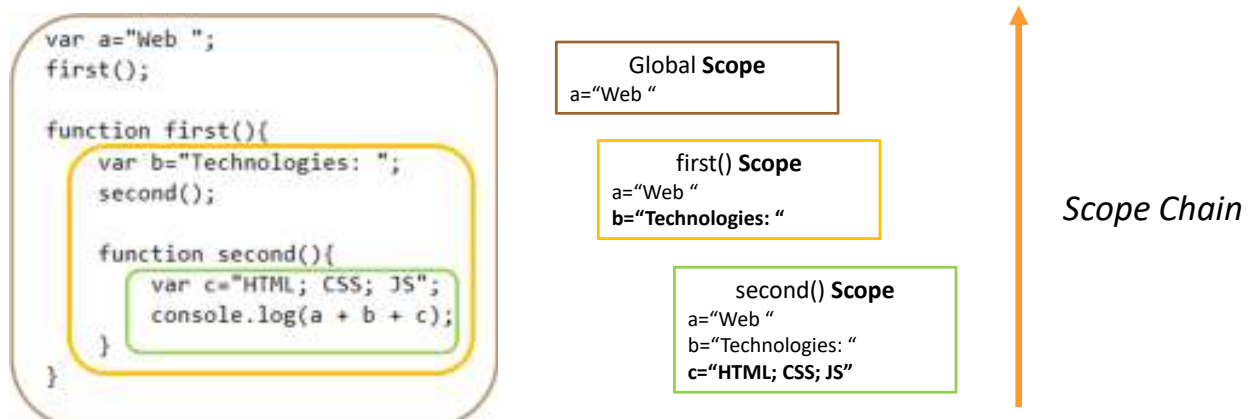 var a="Web ";
first();
function first(){
var b="Technologies: ";
second();
function second(){
var c="HTML; CSS; JS";
console.log(a + b + c);
}
}
Global Scope
a=“Web “
first() Scope
a=“Web “
b=“Technologies: “
second() Scope
a=“Web “
b=“Technologies: “
c=“HTML; CSS; JS”
Scope Chain